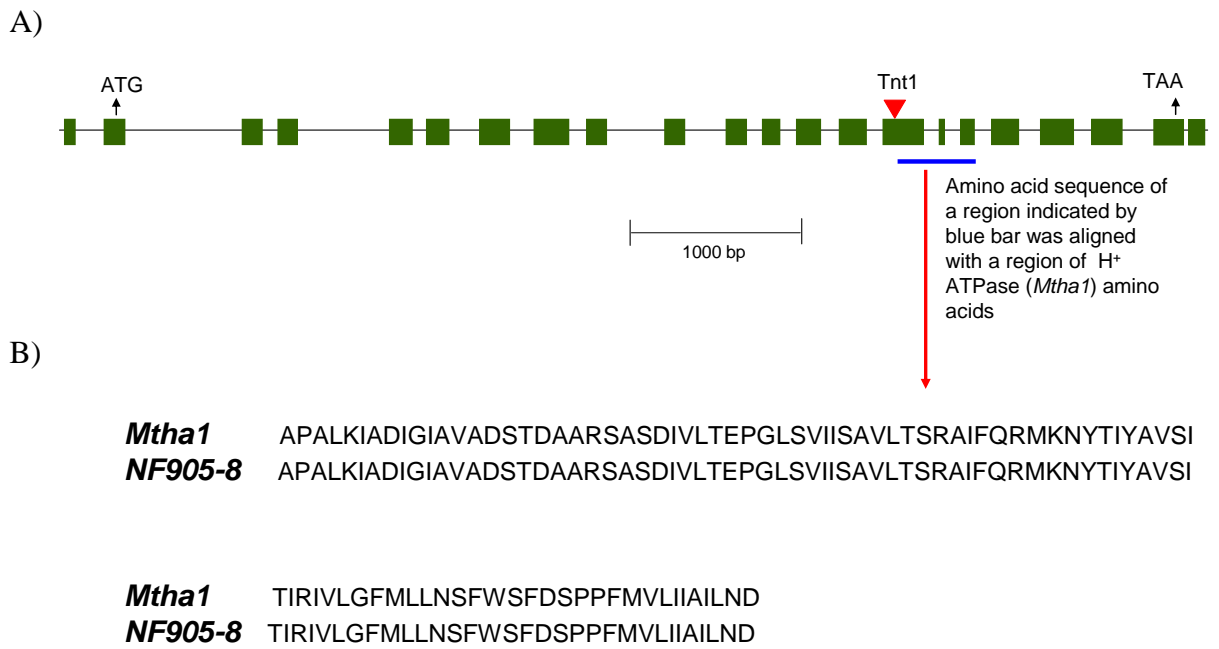 A)
ATG
Tnt1
TAA
Amino acid sequence of
a region indicated by
blue bar was aligned
with a region of H⁺
ATPase (Mtha1) amino
acids
1000 bp
B)
Mtha1 APALKIADIGIAVADSTDAARSASDIVLTEPGLSVIISAVLTSRAIFQRMKNYTIYAVSI
NF905-8 APALKIADIGIAVADSTDAARSASDIVLTEPGLSVIISAVLTSRAIFQRMKNYTIYAVSI
Mtha1 TIRIVLGFMLLNSFWSFDSPPFMVLIIAILND
NF905-8 TIRIVLGFMLLNSFWSFDSPPFMVLIIAILND